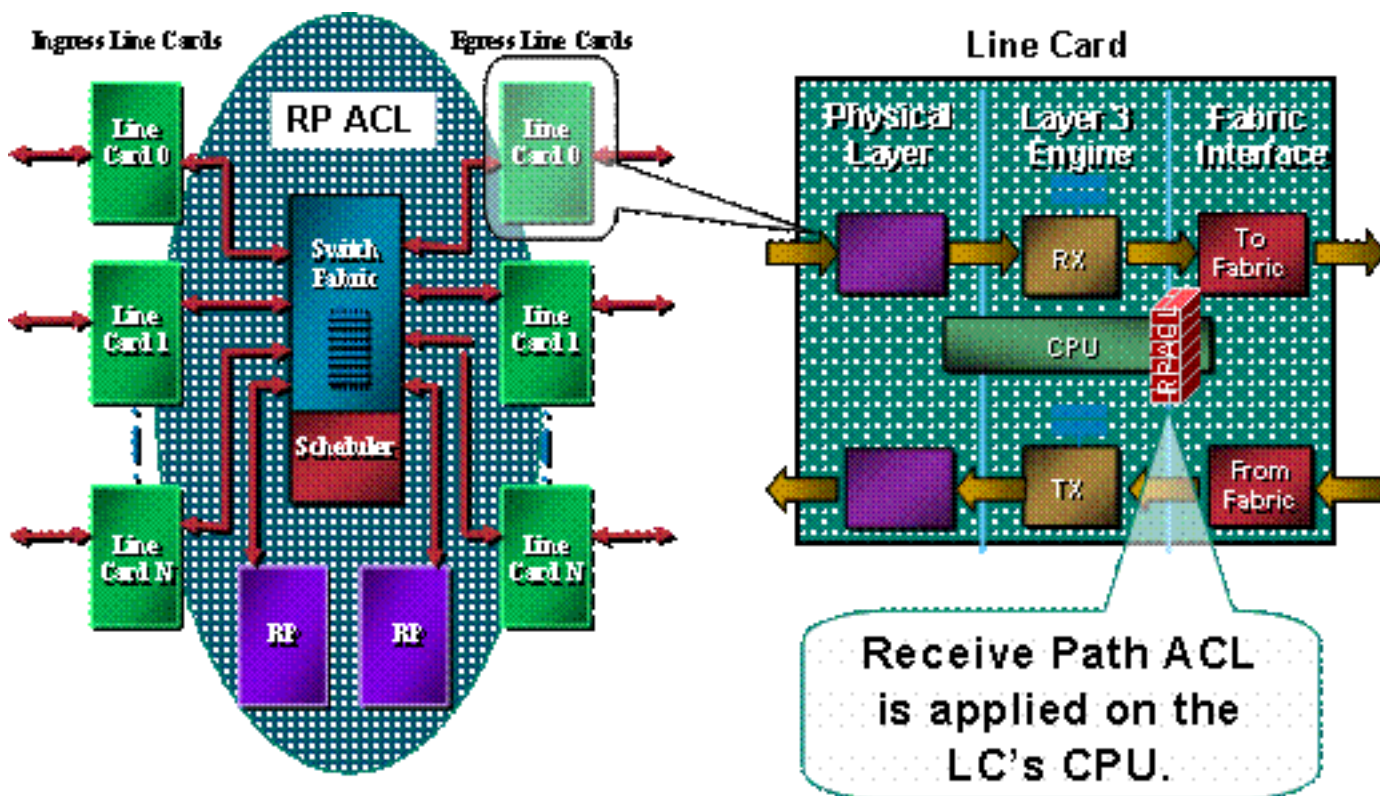 Ingress Line Cards
Egress Line Cards
RP ACL
Line
Card 0
Line
Card 1
Line
Card N
Switch
Fabric
Scheduler
RP
RP
Line
Card 0
Line
Card 1
Line
Card N
Line Card
Physical
Layer
Layer 3
Engine
Fabric
Interface
RX
To
Fabric
CPU
RPACL
TX
From
Fabric
Receive Path ACL
is applied on the
LC's CPU.